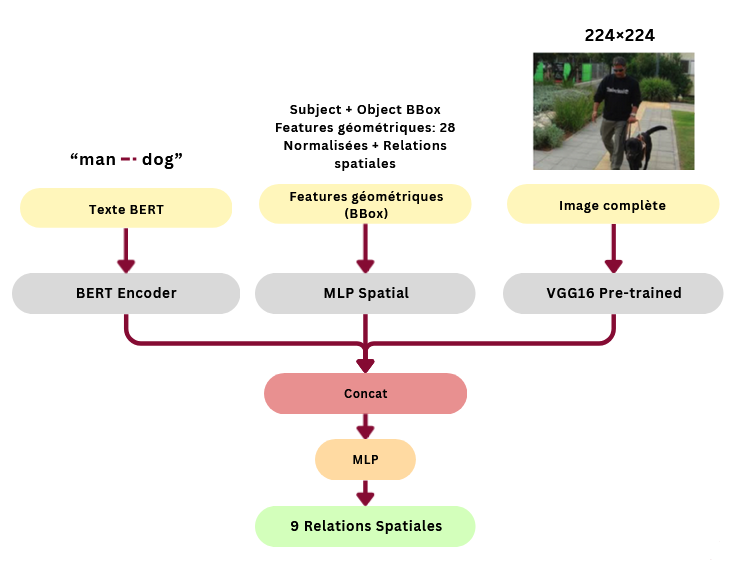 224×224
Subject + Object BBox
Features géométriques: 28
Normalisées + Relations
spatiales
“man --- dog”
Texte BERT
Features géométriques
(BBox)
Image complète
BERT Encoder
MLP Spatial
VGG16 Pre-trained
Concat
MLP
9 Relations Spatiales